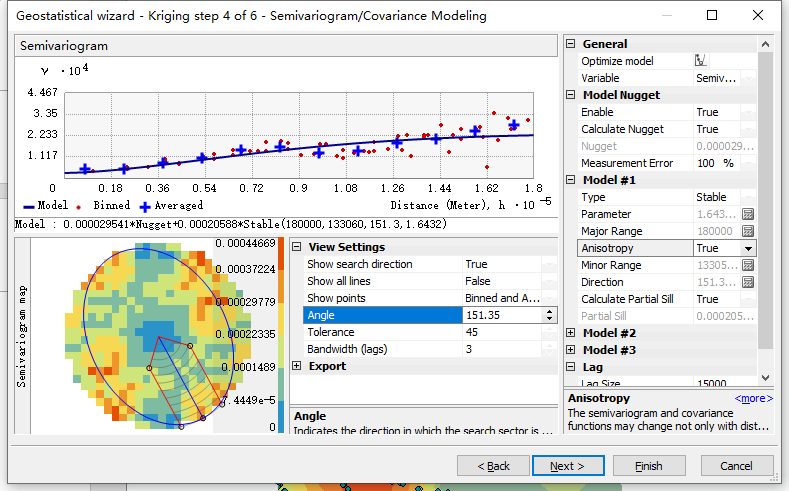 Geostatistical wizard - Kriging step 4 of 6 - Semivariogram/Covariance Modeling
Semivariogram
γ ·10⁴
4.467
3.35
2.233
1.117
0 0.18 0.36 0.54 0.72 0.9 1.08 1.26 1.44 1.62 1.8
Model Binned Averaged Distance (Meter), h ·10⁻⁵
Model : 0.000029541*Nugget+0.00020588*Stable(180000,133060,151.3,1.6432)
Semivariogram map
0.00044669
0.00037224
0.00029779
0.00022335
0.0001489
7.4449e-5
0
View Settings
Show search direction True
Show all lines False
Show points Binned and A...
Angle 151.35
Tolerance 45
Bandwidth (lags) 3
Export
Angle
Indicates the direction in which the search sector is ...
General
Optimize model
Variable Semiv...
Model Nugget
Enable True
Calculate Nugget True
Nugget 0.000029...
Measurement Error 100 %
Model #1
Type Stable
Parameter 1.643...
Major Range 180000
Anisotropy True
Minor Range 13305...
Direction 151.3...
Calculate Partial Sill True
Partial Sill 0.000205...
Model #2
Model #3
Lag
Lag Size 15000
Anisotropy <more>
The semivariogram and covariance
functions may change not only with dist...
< Back Next > Finish Cancel